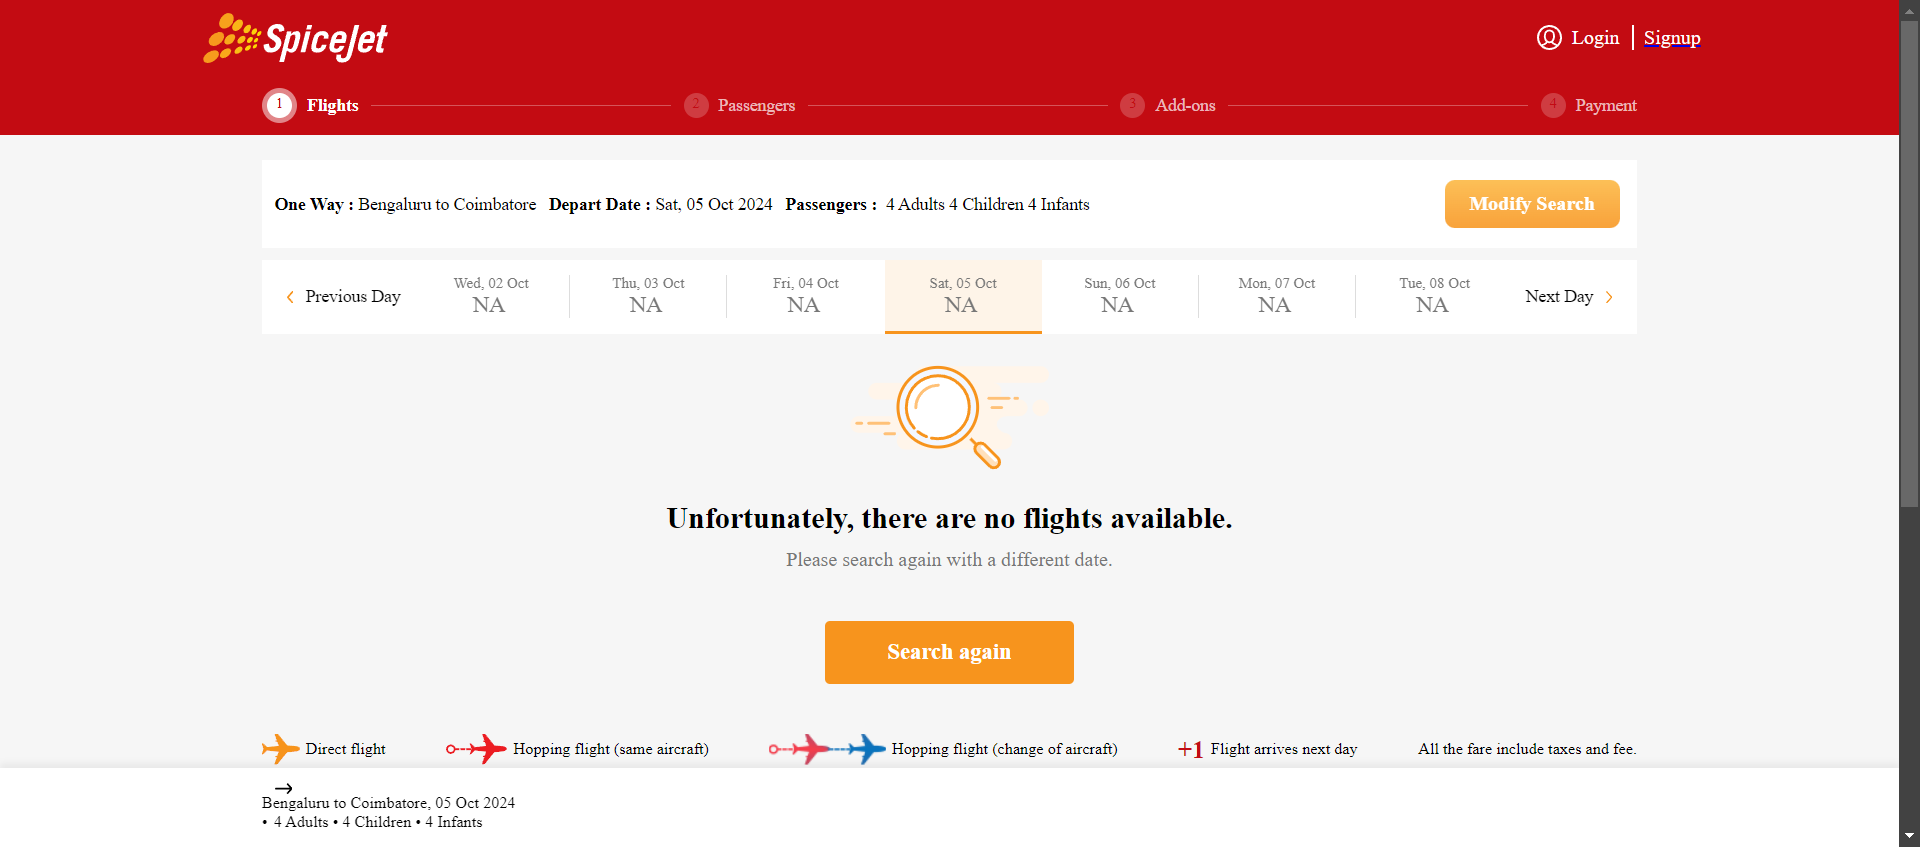 SpiceJet
Login Signup
1 Flights 2 Passengers 3 Add-ons 4 Payment
One Way : Bengaluru to Coimbatore Depart Date : Sat, 05 Oct 2024 Passengers : 4 Adults 4 Children 4 Infants
Modify Search
Previous Day
Wed, 02 Oct
NA
Thu, 03 Oct
NA
Fri, 04 Oct
NA
Sat, 05 Oct
NA
Sun, 06 Oct
NA
Mon, 07 Oct
NA
Tue, 08 Oct
NA
Next Day
Unfortunately, there are no flights available.
Please search again with a different date.
Search again
Direct flight
Hopping flight (same aircraft)
Hopping flight (change of aircraft)
+1 Flight arrives next day
All the fare include taxes and fee.
Bengaluru to Coimbatore, 05 Oct 2024
• 4 Adults • 4 Children • 4 Infants